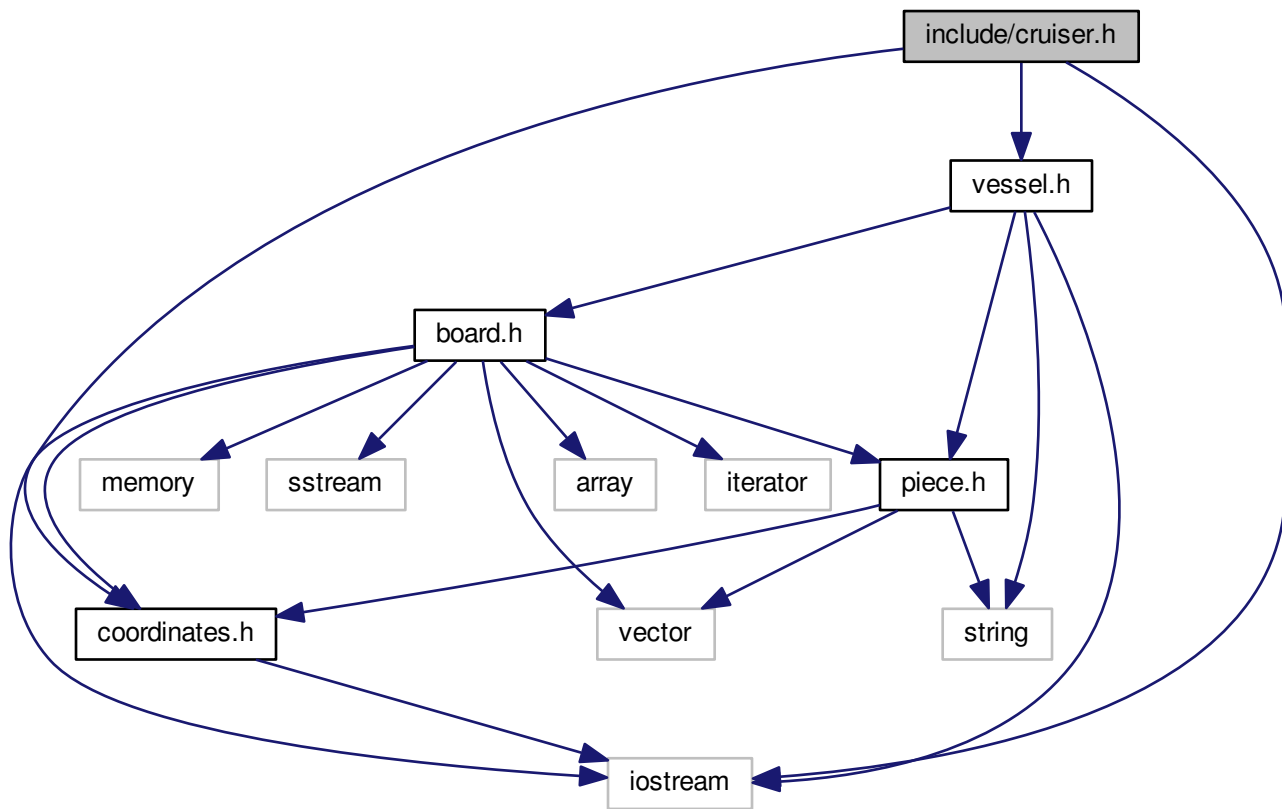 include/cruiser.h
vessel.h
board.h
memory
sstream
array
iterator
piece.h
coordinates.h
vector
string
iostream